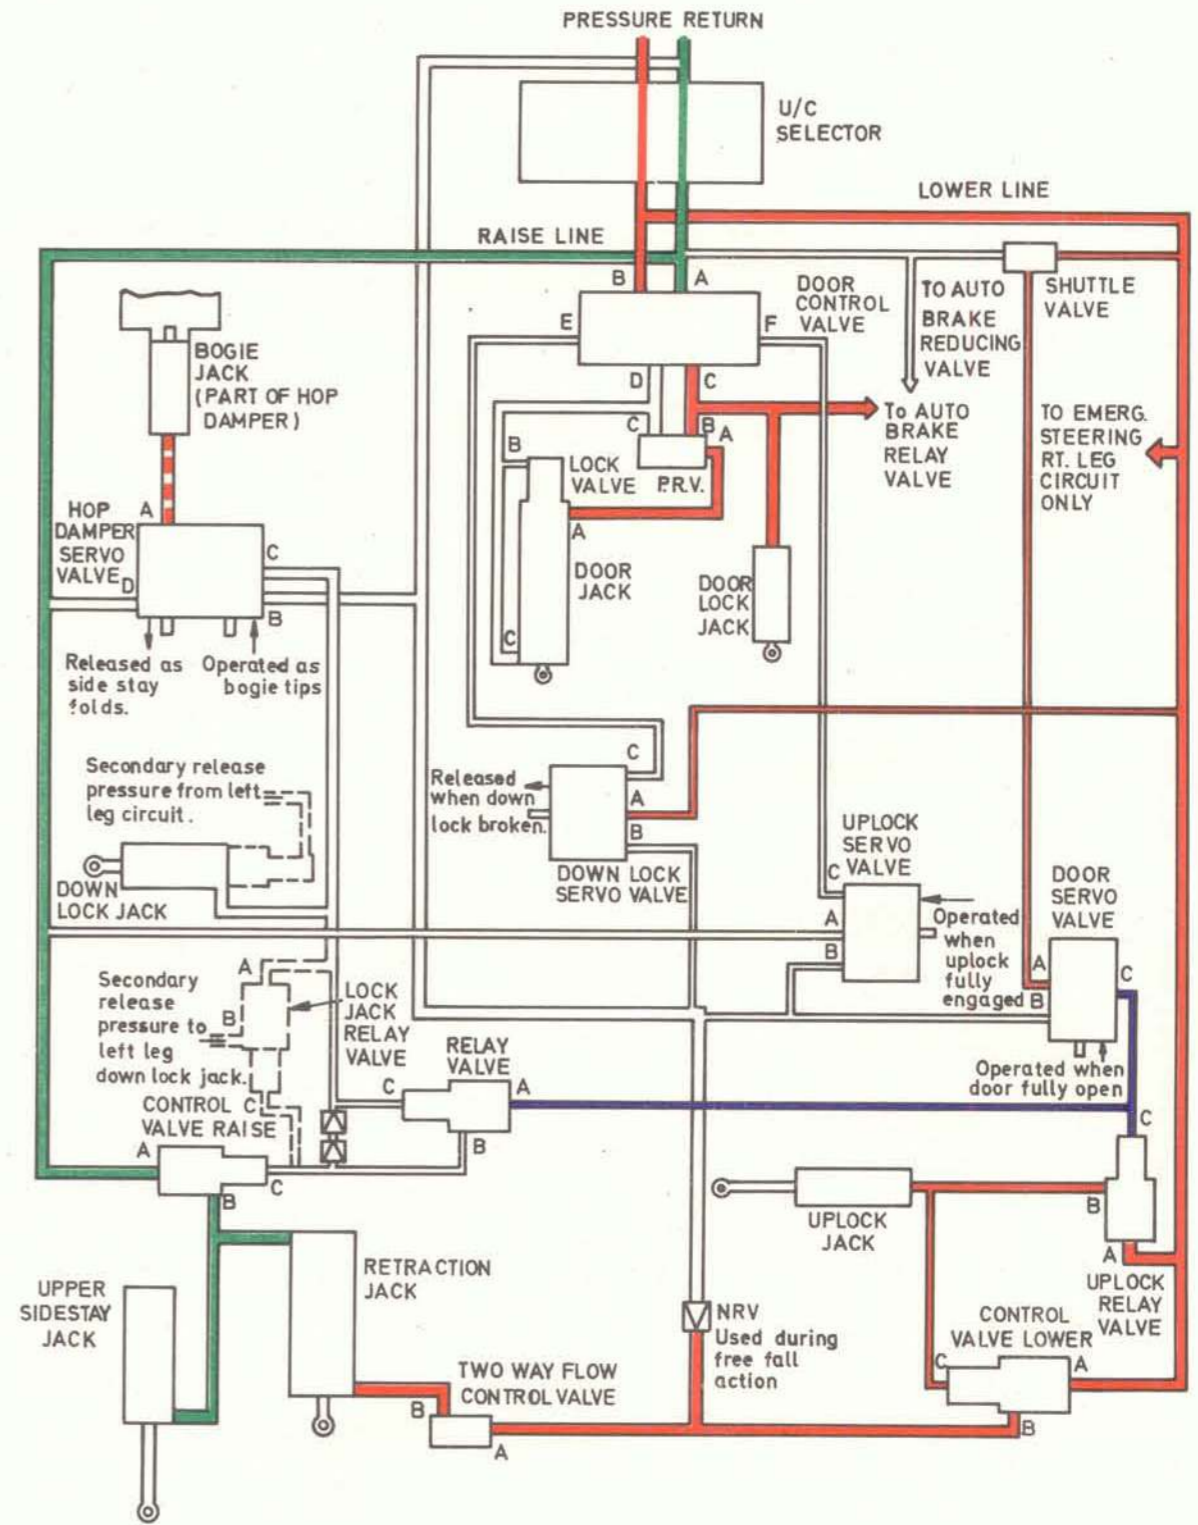 PRESSURE RETURN
U/C
SELECTOR
LOWER LINE
RAISE LINE
B
A
DOOR
CONTROL
VALVE
SHUTTLE
VALVE
TO AUTO
BRAKE
REDUCING
VALVE
E
F
BOGIE
JACK
(PART OF HOP
DAMPER)
D
C
To AUTO
BRAKE
RELAY
VALVE
TO EMERG.
STEERING
RT. LEG
CIRCUIT
ONLY
C
B
A
B
LOCK
VALVE
P.R.V.
A
A
HOP
DAMPER
SERVO
VALVE
D
C
B
DOOR
JACK
C
DOOR
LOCK
JACK
Released as
side stay
folds.
Operated as
bogie tips
Secondary release
pressure from left
leg circuit.
Released
when down
lock broken.
C
A
B
DOWN LOCK
SERVO VALVE
UPLOCK
SERVO
VALVE
C
A
B
Operated
when
uplock
fully
engaged
DOOR
SERVO
VALVE
A
B
C
Operated when
door fully open
DOWN
LOCK JACK
Secondary
release
pressure to
left leg
down lock jack.
A
B
C
LOCK
JACK
RELAY
VALVE
RELAY
VALVE
C
A
B
CONTROL
VALVE RAISE
A
B
C
C
B
A
UPLOCK
JACK
UPLOCK
RELAY
VALVE
RETRACTION
JACK
UPPER
SIDESTAY
JACK
NRV
Used during
free fall
action
CONTROL
VALVE LOWER
C
A
B
TWO WAY FLOW
CONTROL VALVE
B
A